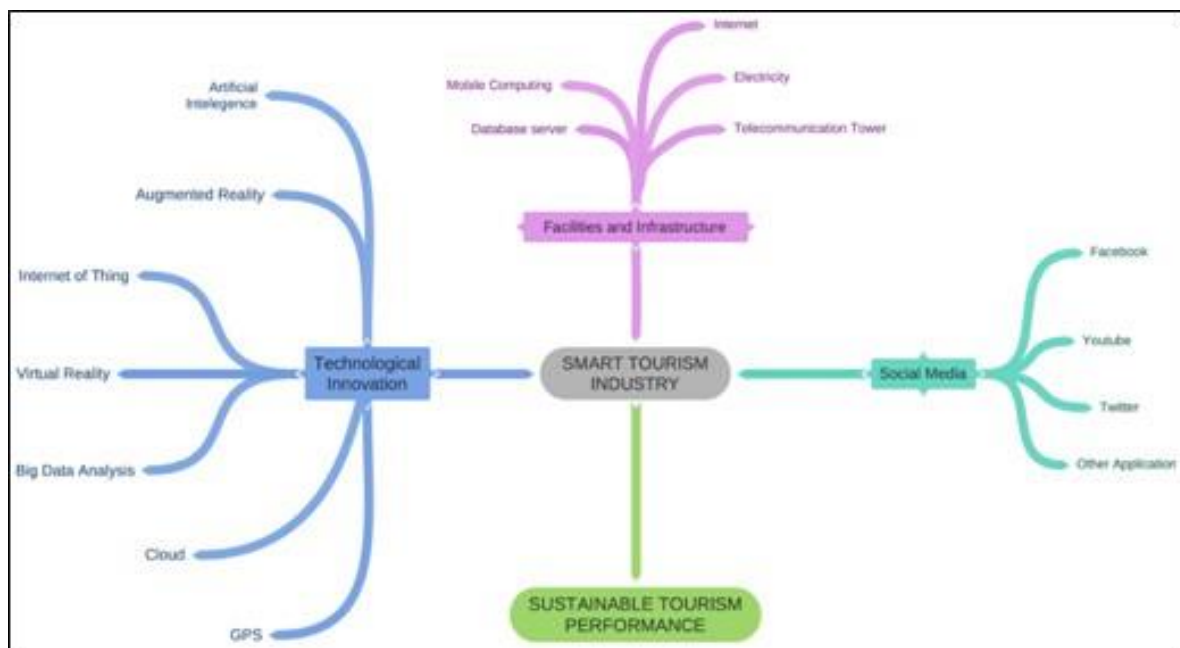 Internet
Mobile Computing
Electricity
Database server
Telecommunication Tower
Facilities and Infrastructure
Artificial
Intelegence
Augmented Reality
Internet of Thing
Virtual Reality
Big Data Analysis
Cloud
GPS
Technological
Innovation
SMART TOURISM
INDUSTRY
Social Media
Facebook
Youtube
Twitter
Other Application
SUSTAINABLE TOURISM
PERFORMANCE